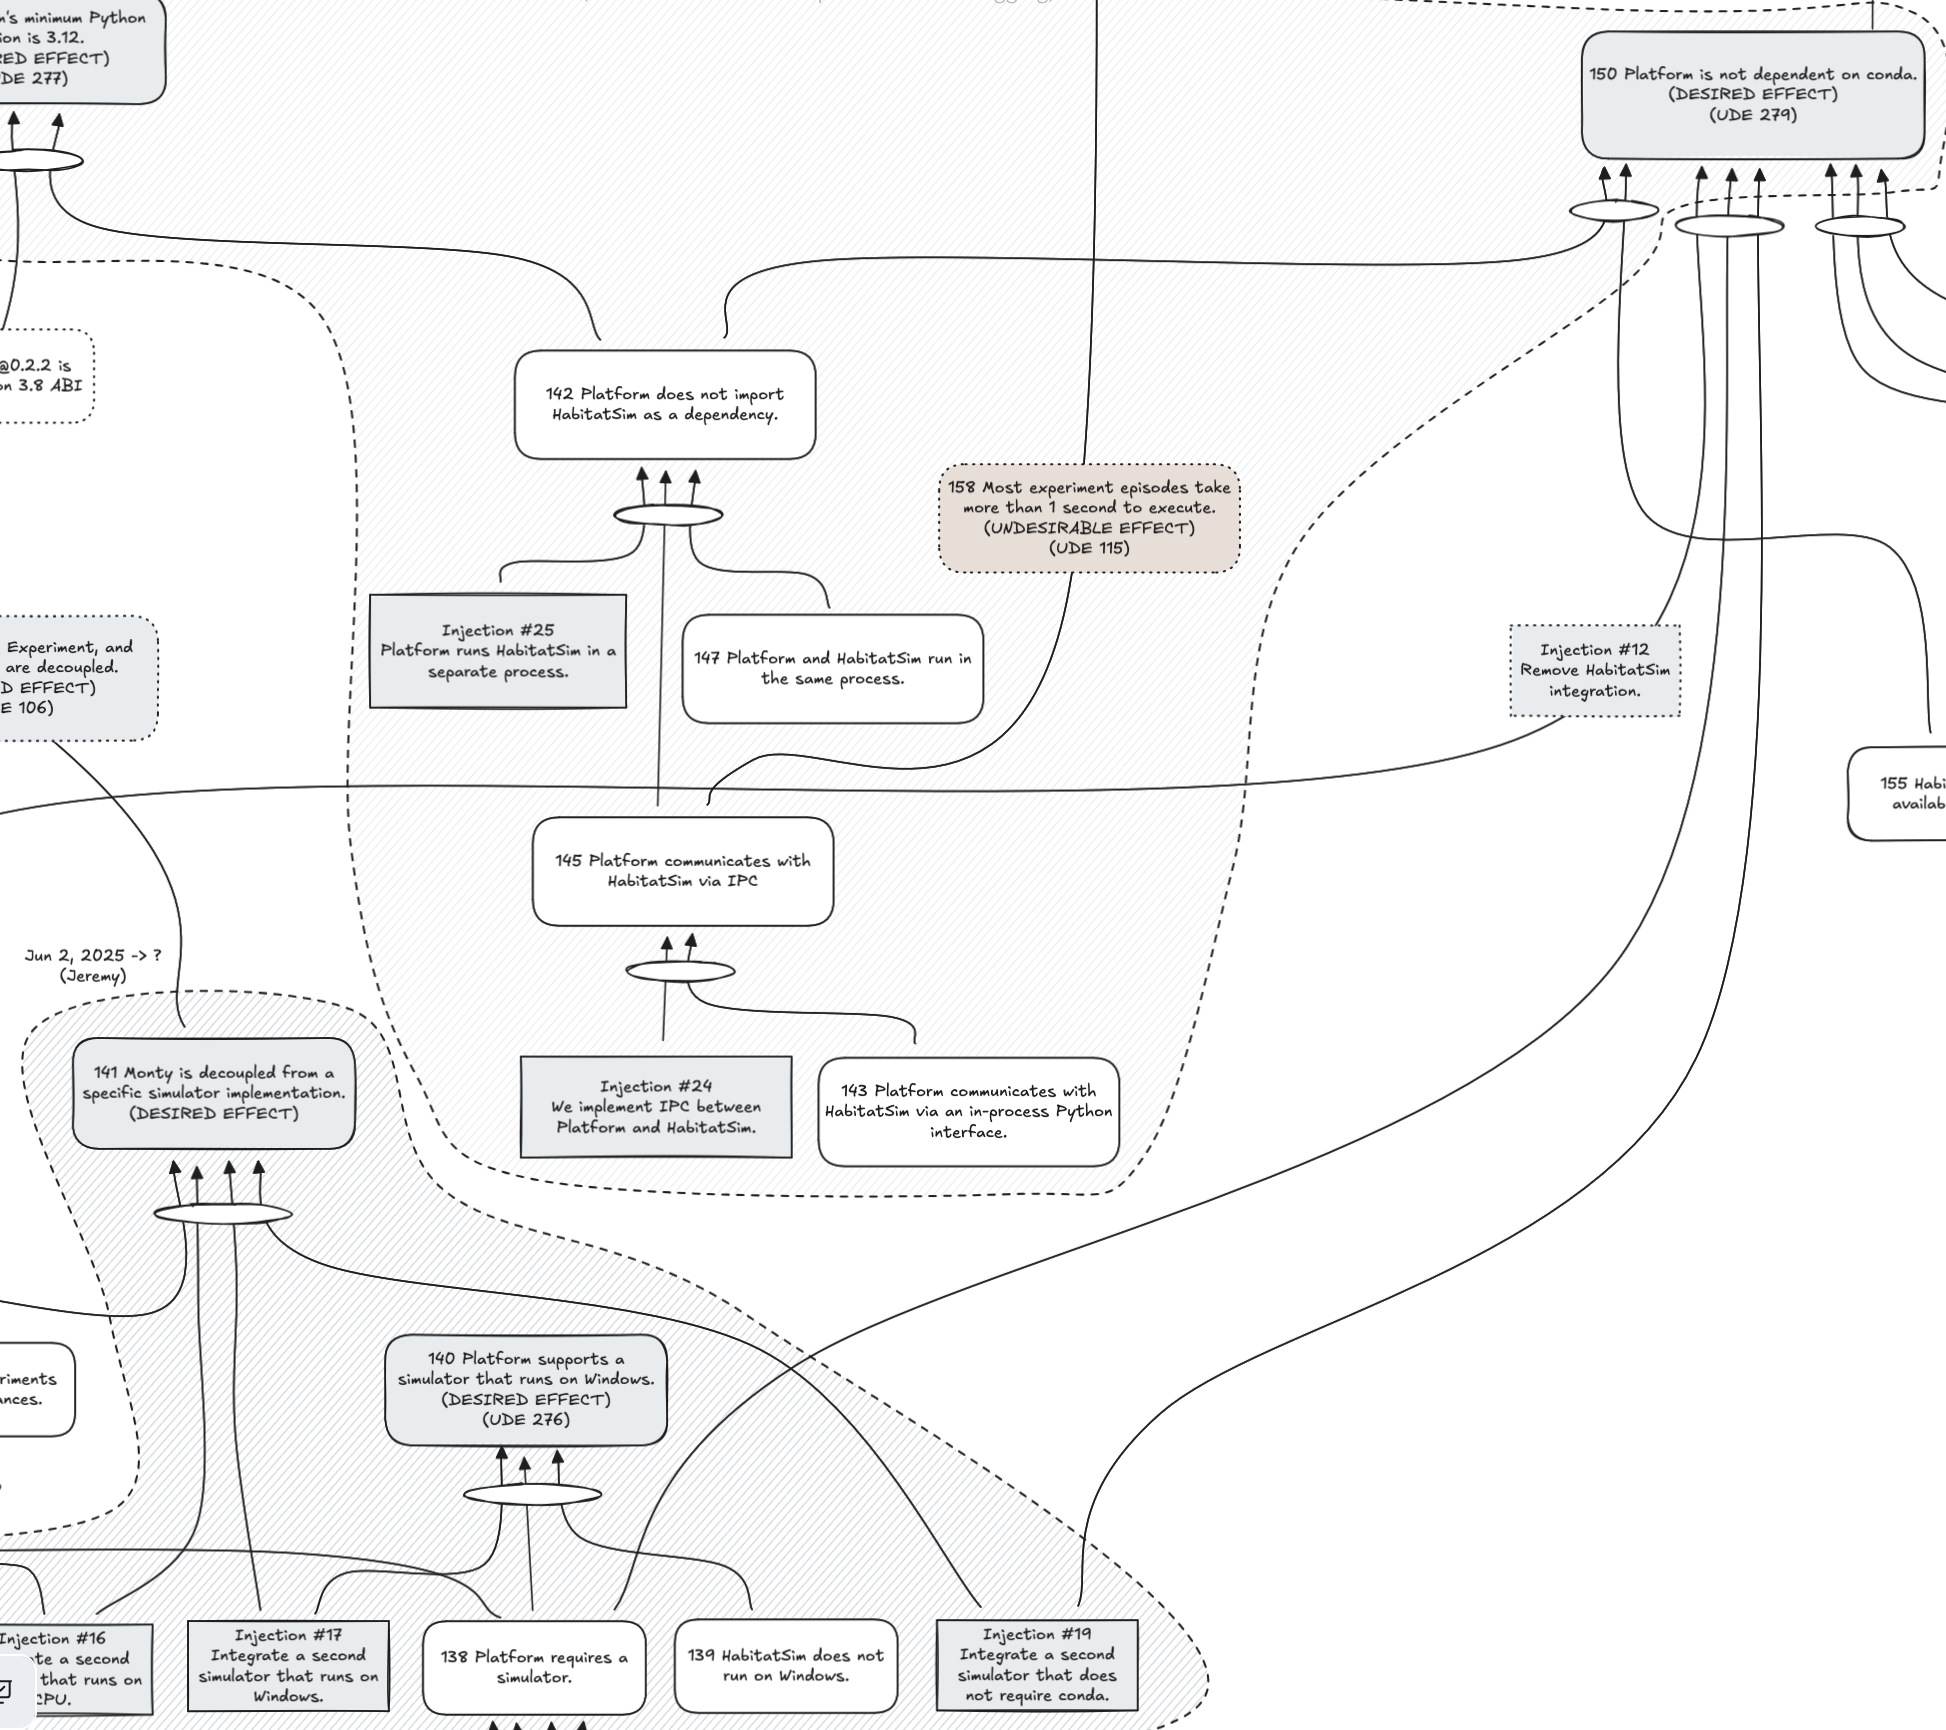 n's minimum Python
ion is 3.12.
RED EFFECT)
DE 277)
150 Platform is not dependent on conda.
(DESIRED EFFECT)
(UDE 279)
@0.2.2 is
on 3.8 ABI
142 Platform does not import
HabitatSim as a dependency.
158 Most experiment episodes take
more than 1 second to execute.
(UNDESIRABLE EFFECT)
(UDE 115)
Injection #25
Platform runs HabitatSim in a
separate process.
147 Platform and HabitatSim run in
the same process.
Experiment, and
are decoupled.
D EFFECT)
E 106)
Injection #12
Remove HabitatSim
integration.
155 Habi
availab
145 Platform communicates with
HabitatSim via IPC
Jun 2, 2025 -> ?
(Jeremy)
141 Monty is decoupled from a
specific simulator implementation.
(DESIRED EFFECT)
Injection #24
We implement IPC between
Platform and HabitatSim.
143 Platform communicates with
HabitatSim via an in-process Python
interface.
riments
ances.
140 Platform supports a
simulator that runs on Windows.
(DESIRED EFFECT)
(UDE 276)
Injection #16
te a second
that runs on
CPU.
Injection #17
Integrate a second
simulator that runs on
Windows.
138 Platform requires a
simulator.
139 HabitatSim does not
run on Windows.
Injection #19
Integrate a second
simulator that does
not require conda.